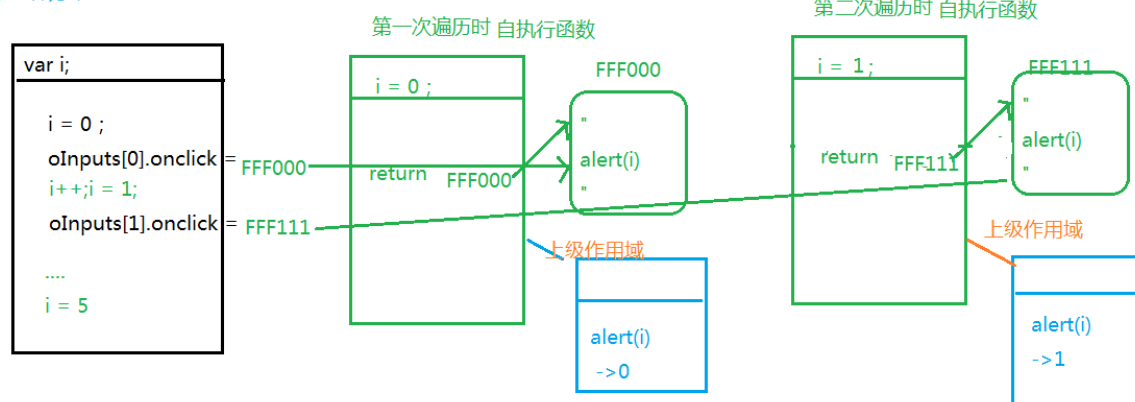 var i;
i = 0 ;
oInputs[0].onclick = FFF000
i++;i = 1;
oInputs[1].onclick = FFF111
....
i = 5
第一次遍历时 自执行函数
i = 0 ;
return FFF000
FFF000
"
alert(i)
"
上级作用域
alert(i)
->0
第二次遍历时 自执行函数
i = 1 ;
return FFF111
FFF111
"
alert(i)
"
上级作用域
alert(i)
->1